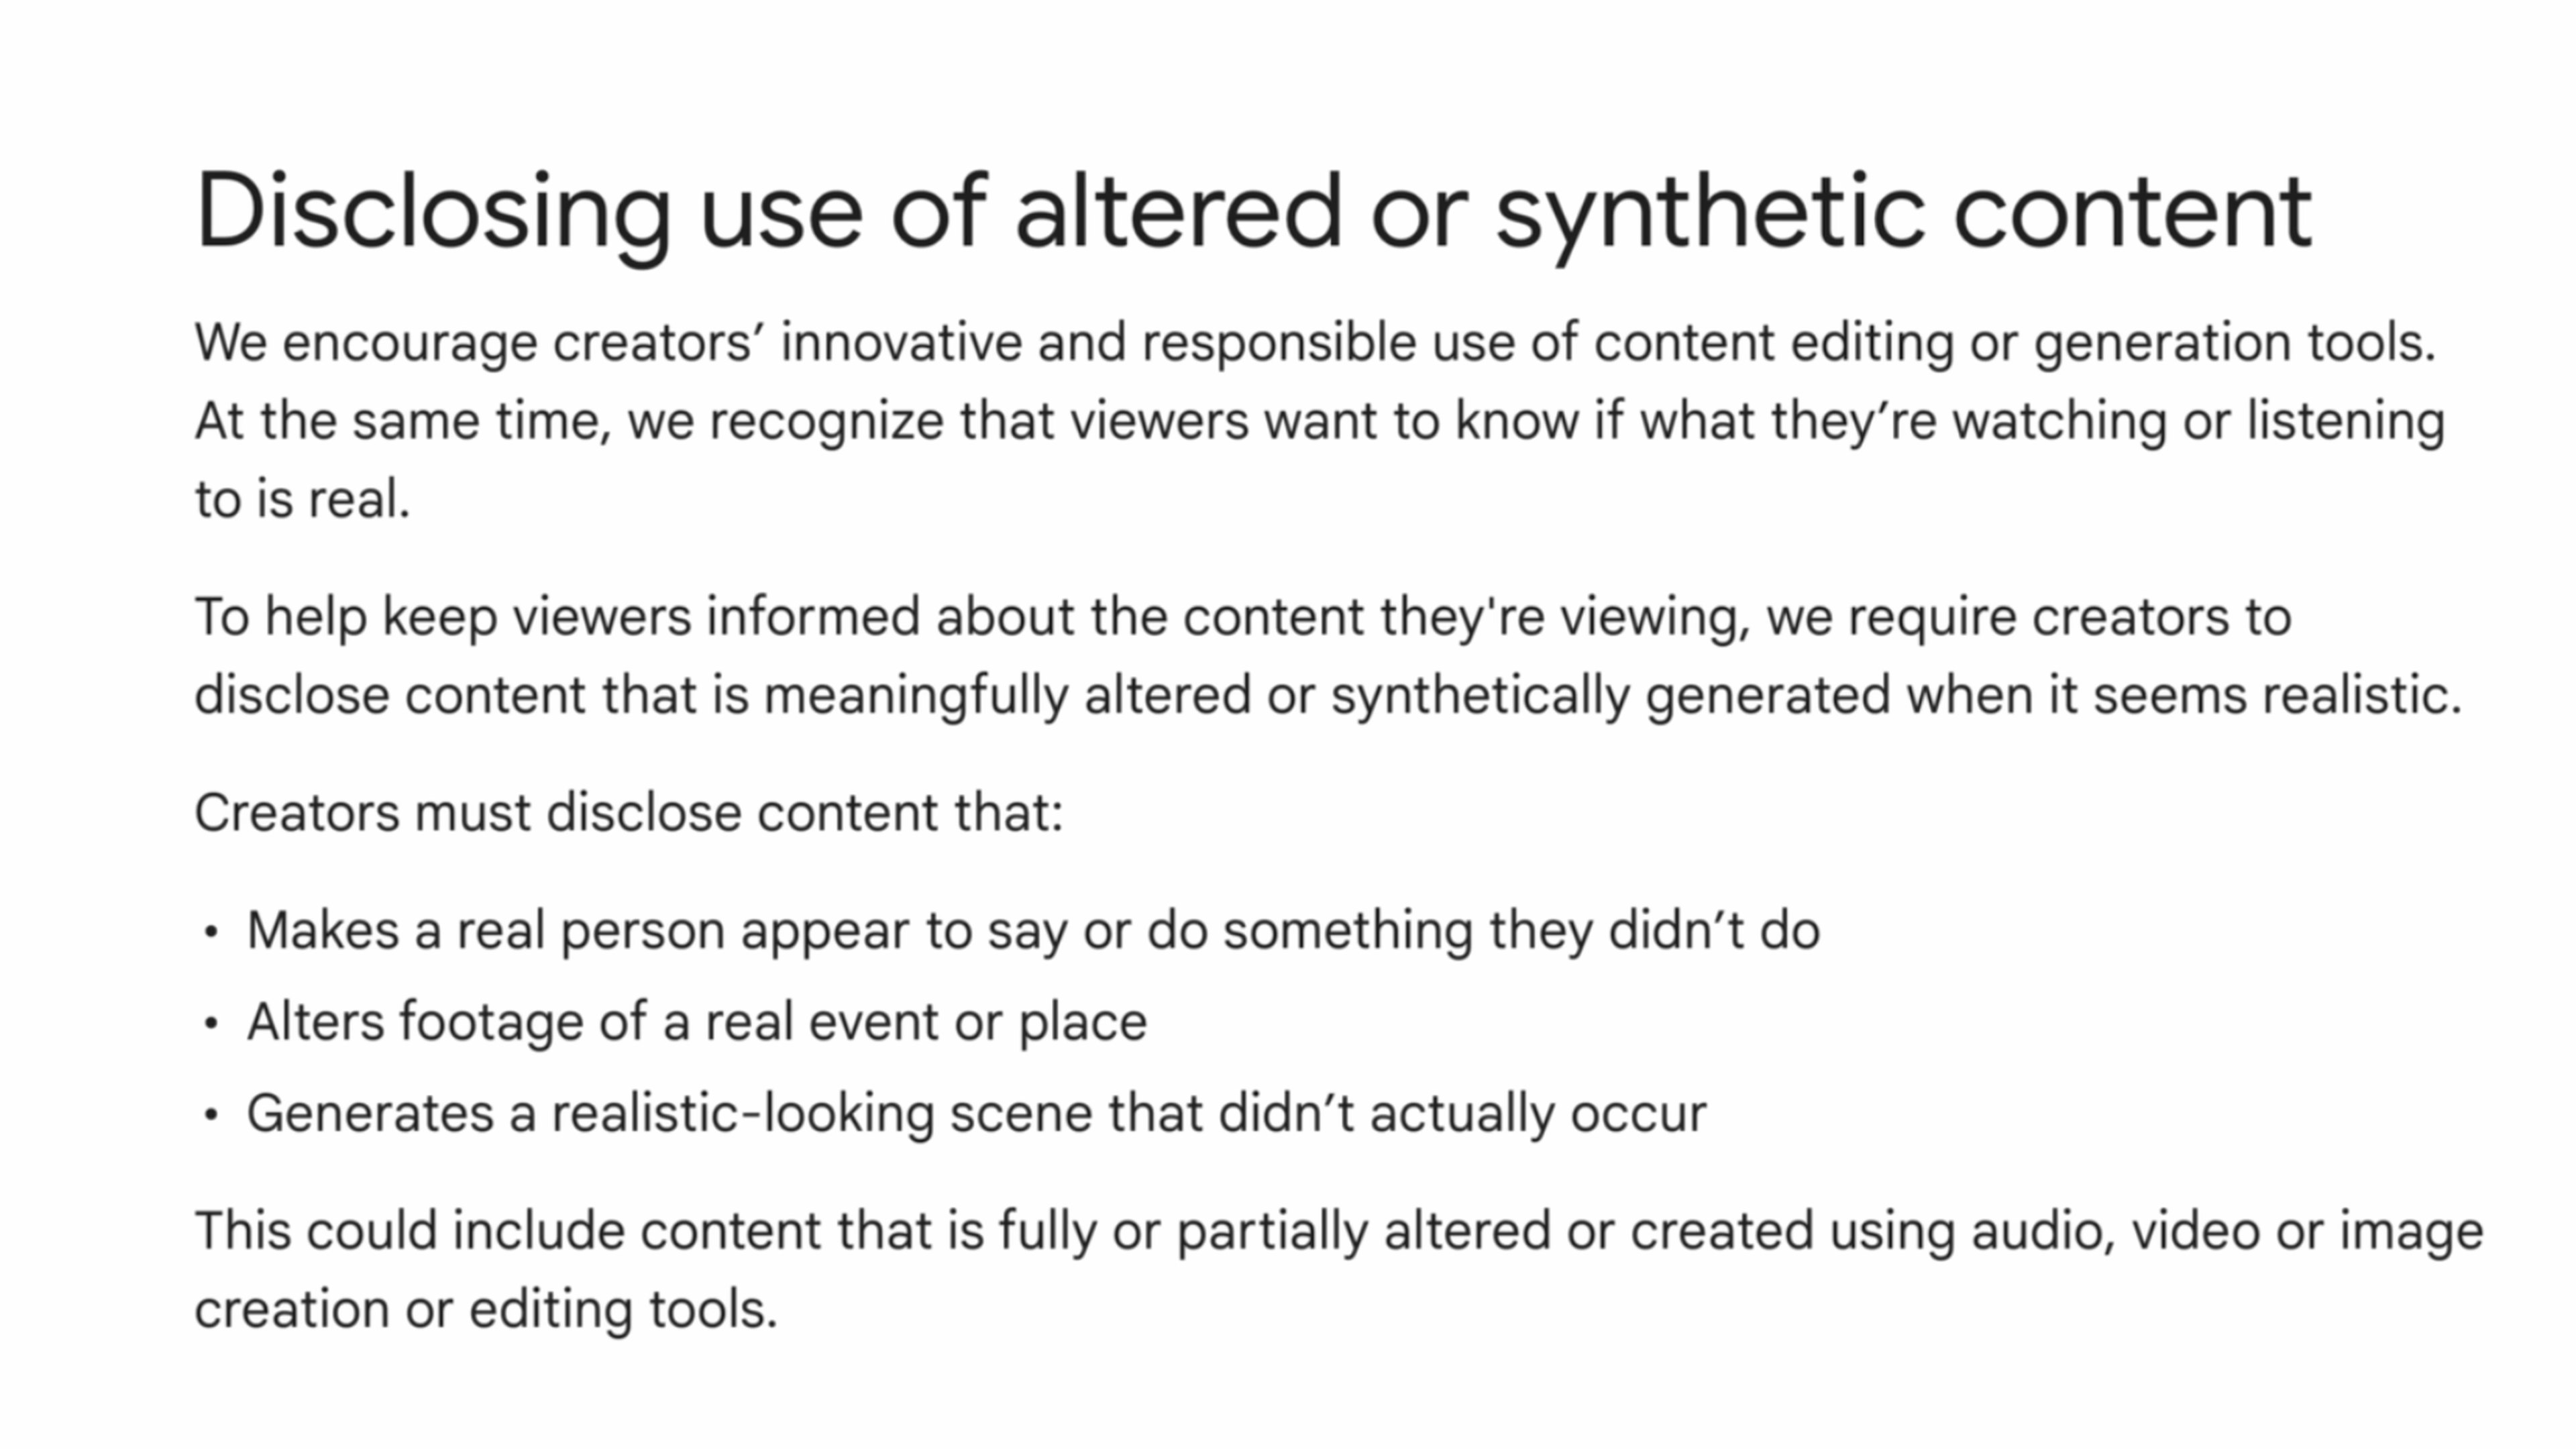 Disclosing use of altered or synthetic content
We encourage creators’ innovative and responsible use of content editing or generation tools.
At the same time, we recognize that viewers want to know if what they’re watching or listening
to is real.
To help keep viewers informed about the content they're viewing, we require creators to
disclose content that is meaningfully altered or synthetically generated when it seems realistic.
Creators must disclose content that:
• Makes a real person appear to say or do something they didn’t do
• Alters footage of a real event or place
• Generates a realistic-looking scene that didn’t actually occur
This could include content that is fully or partially altered or created using audio, video or image
creation or editing tools.